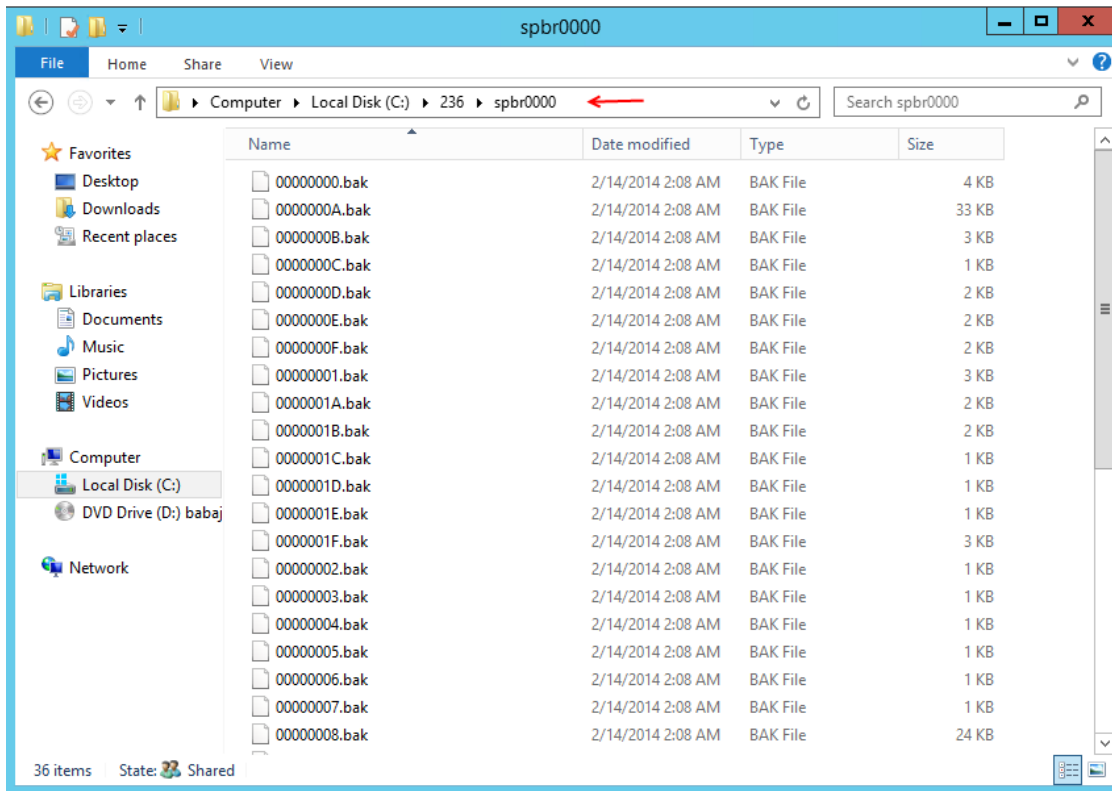 spbr0000
File Home Share View
Computer Local Disk (C:) 236 spbr0000 Search spbr0000
Name Date modified Type Size
Favorites
Desktop
Downloads
Recent places
Libraries
Documents
Music
Pictures
Videos
Computer
Local Disk (C:)
DVD Drive (D:) babaj
Network
00000000.bak 2/14/2014 2:08 AM BAK File 4 KB
0000000A.bak 2/14/2014 2:08 AM BAK File 33 KB
0000000B.bak 2/14/2014 2:08 AM BAK File 3 KB
0000000C.bak 2/14/2014 2:08 AM BAK File 1 KB
0000000D.bak 2/14/2014 2:08 AM BAK File 2 KB
0000000E.bak 2/14/2014 2:08 AM BAK File 2 KB
0000000F.bak 2/14/2014 2:08 AM BAK File 2 KB
00000001.bak 2/14/2014 2:08 AM BAK File 3 KB
0000001A.bak 2/14/2014 2:08 AM BAK File 2 KB
0000001B.bak 2/14/2014 2:08 AM BAK File 2 KB
0000001C.bak 2/14/2014 2:08 AM BAK File 1 KB
0000001D.bak 2/14/2014 2:08 AM BAK File 1 KB
0000001E.bak 2/14/2014 2:08 AM BAK File 1 KB
0000001F.bak 2/14/2014 2:08 AM BAK File 3 KB
00000002.bak 2/14/2014 2:08 AM BAK File 1 KB
00000003.bak 2/14/2014 2:08 AM BAK File 1 KB
00000004.bak 2/14/2014 2:08 AM BAK File 1 KB
00000005.bak 2/14/2014 2:08 AM BAK File 1 KB
00000006.bak 2/14/2014 2:08 AM BAK File 1 KB
00000007.bak 2/14/2014 2:08 AM BAK File 1 KB
00000008.bak 2/14/2014 2:08 AM BAK File 24 KB
36 items State: Shared